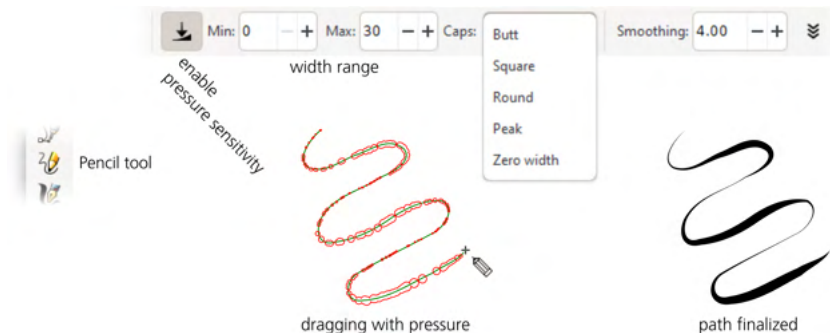 Min: 0 − + Max: 30 − + Caps:
Butt
Smoothing: 4.00 − +
Square
Round
Peak
Zero width
enable
pressure sensitivity
width range
Pencil tool
dragging with pressure
path finalized